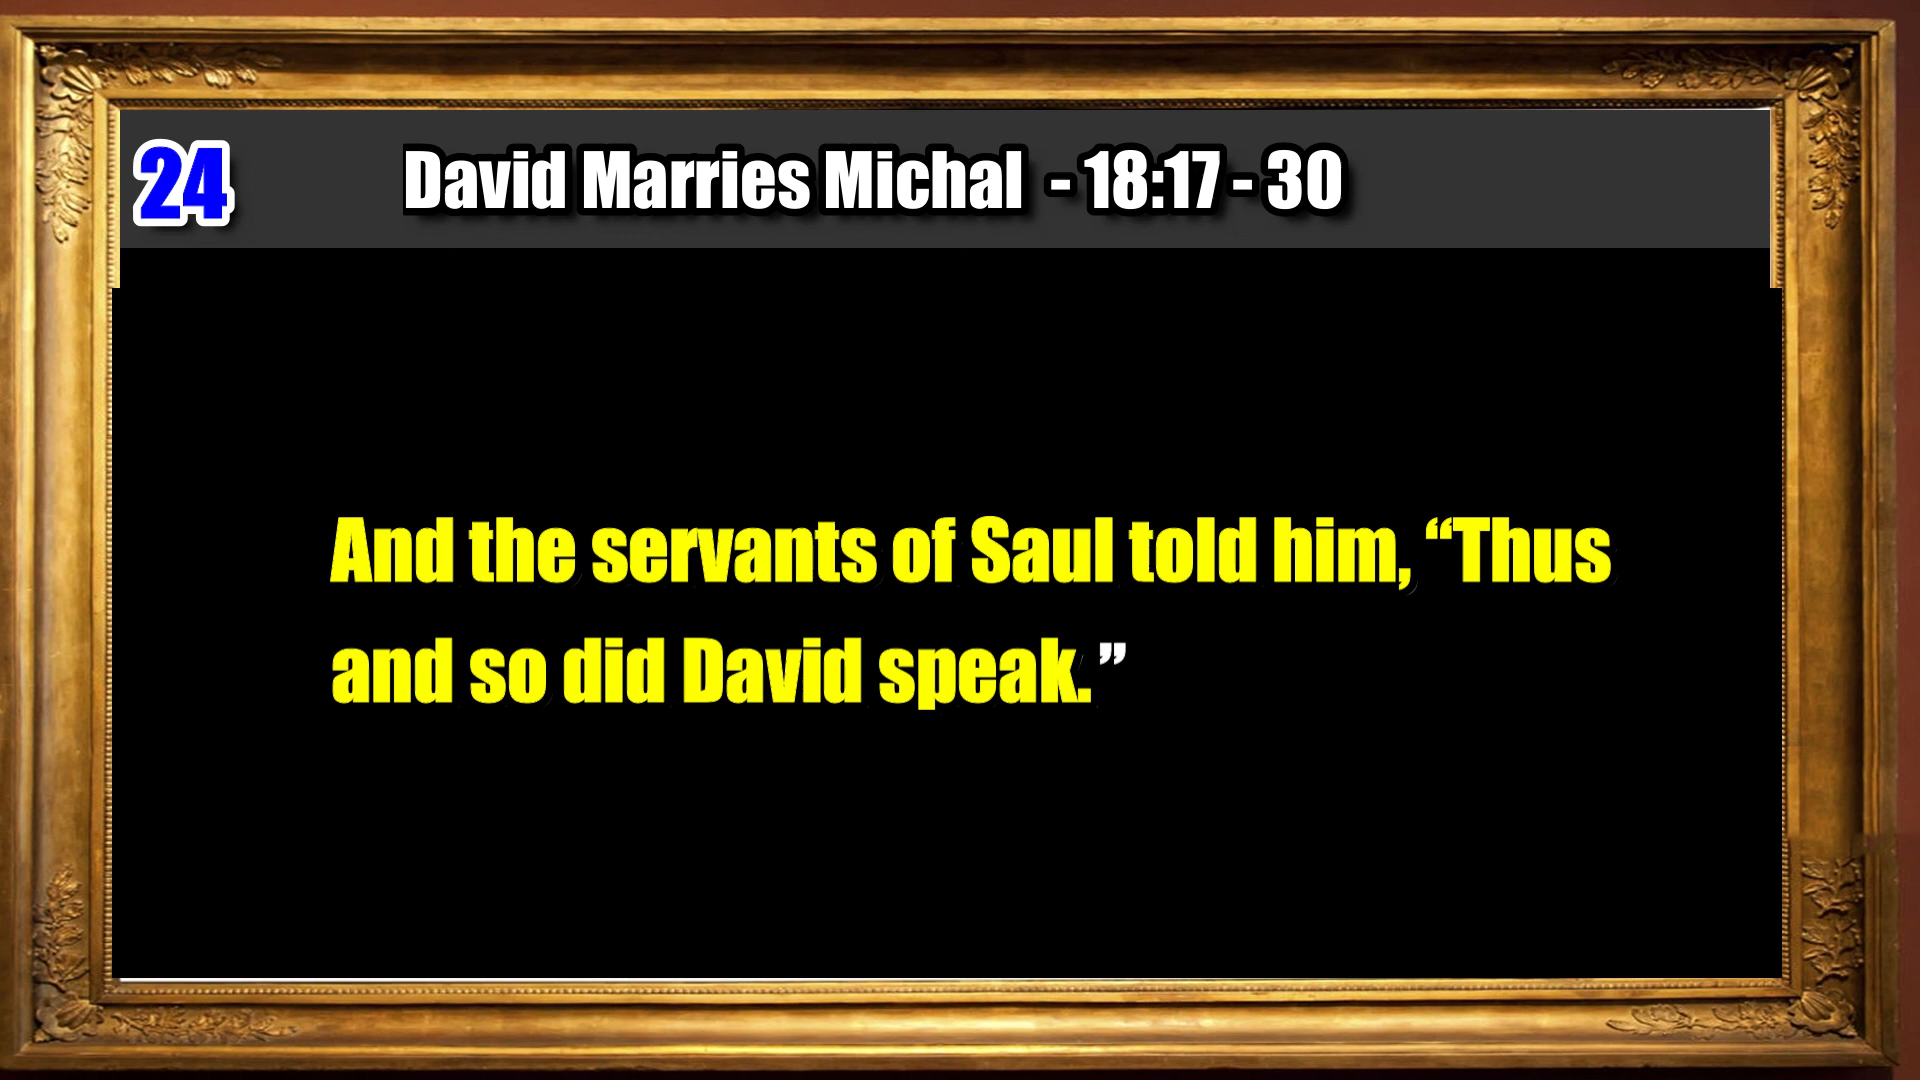 24 David Marries Michal - 18:17 - 30
And the servants of Saul told him, “Thus
and so did David speak.”